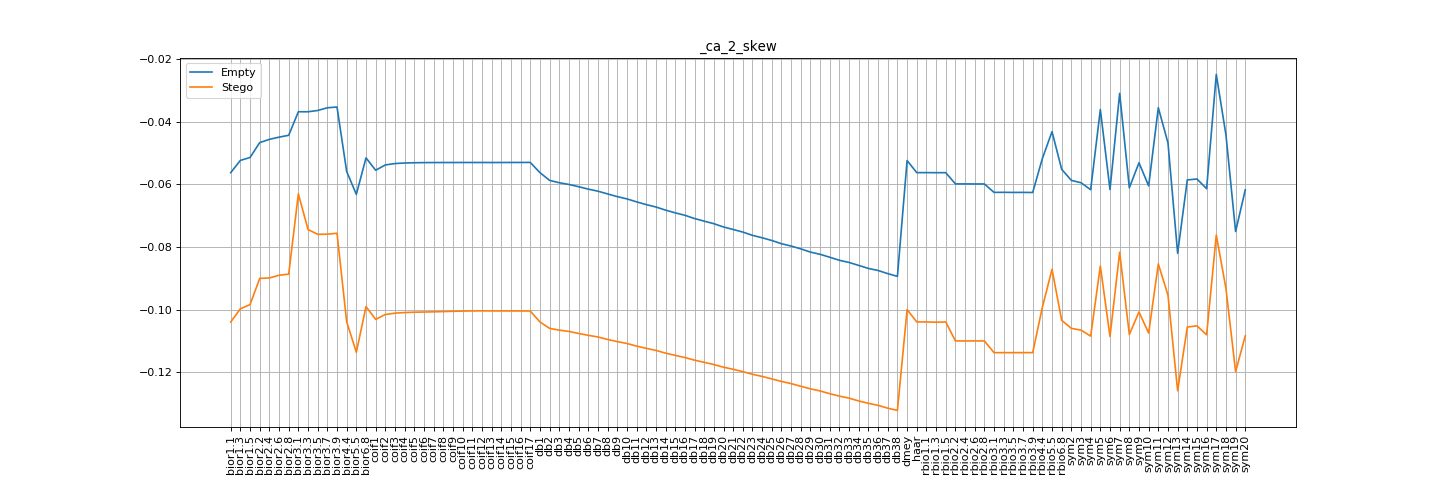 _ca_2_skew
Empty
Stego
−0.02
−0.04
−0.06
−0.08
−0.10
−0.12
bior1.1
bior1.3
bior1.5
bior2.2
bior2.4
bior2.6
bior2.8
bior3.1
bior3.3
bior3.5
bior3.7
bior3.9
bior4.4
bior5.5
bior6.8
coif1
coif2
coif3
coif4
coif5
coif6
coif7
coif8
coif9
coif10
coif11
coif12
coif13
coif14
coif15
coif16
coif17
db1
db2
db3
db4
db5
db6
db7
db8
db9
db10
db11
db12
db13
db14
db15
db16
db17
db18
db19
db20
db21
db22
db23
db24
db25
db26
db27
db28
db29
db30
db31
db32
db33
db34
db35
db36
db37
db38
dmey
haar
rbio1.1
rbio1.3
rbio1.5
rbio2.2
rbio2.4
rbio2.6
rbio2.8
rbio3.1
rbio3.3
rbio3.5
rbio3.7
rbio3.9
rbio4.4
rbio5.5
rbio6.8
sym2
sym3
sym4
sym5
sym6
sym7
sym8
sym9
sym10
sym11
sym12
sym13
sym14
sym15
sym16
sym17
sym18
sym19
sym20